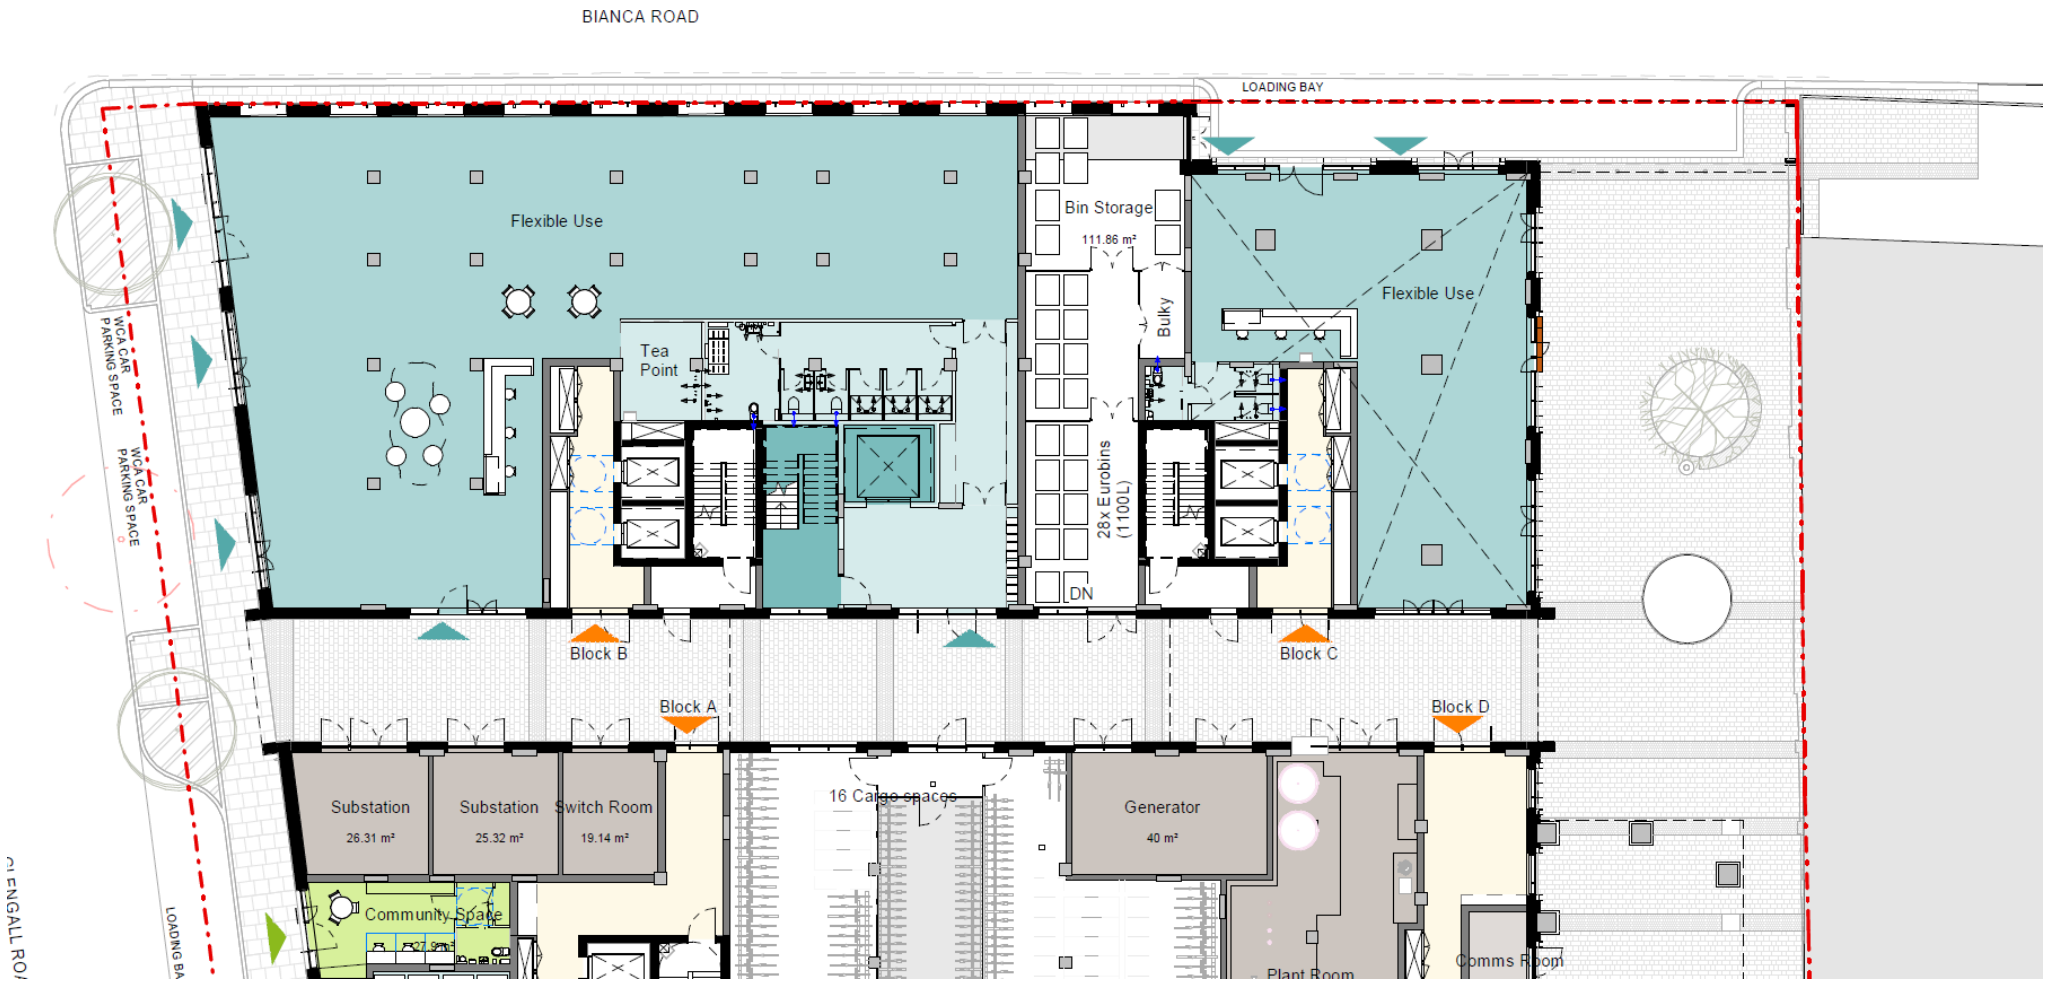 BIANCA ROAD
LOADING BAY
Flexible Use
Bin Storage
111.86 m²
Bulky
Flexible Use
WCA CAR
PARKING SPACE
Tea
Point
WCA CAR
PARKING SPACE
28x Eurobins
(1100L)
DN
Block B
Block C
Block A
Block D
Substation
26.31 m²
Substation
25.32 m²
Switch Room
19.14 m²
16 Cargo spaces
Generator
40 m²
Community Space
LOADING BA
GLENGALL ROA
Plant Room
Comms Room